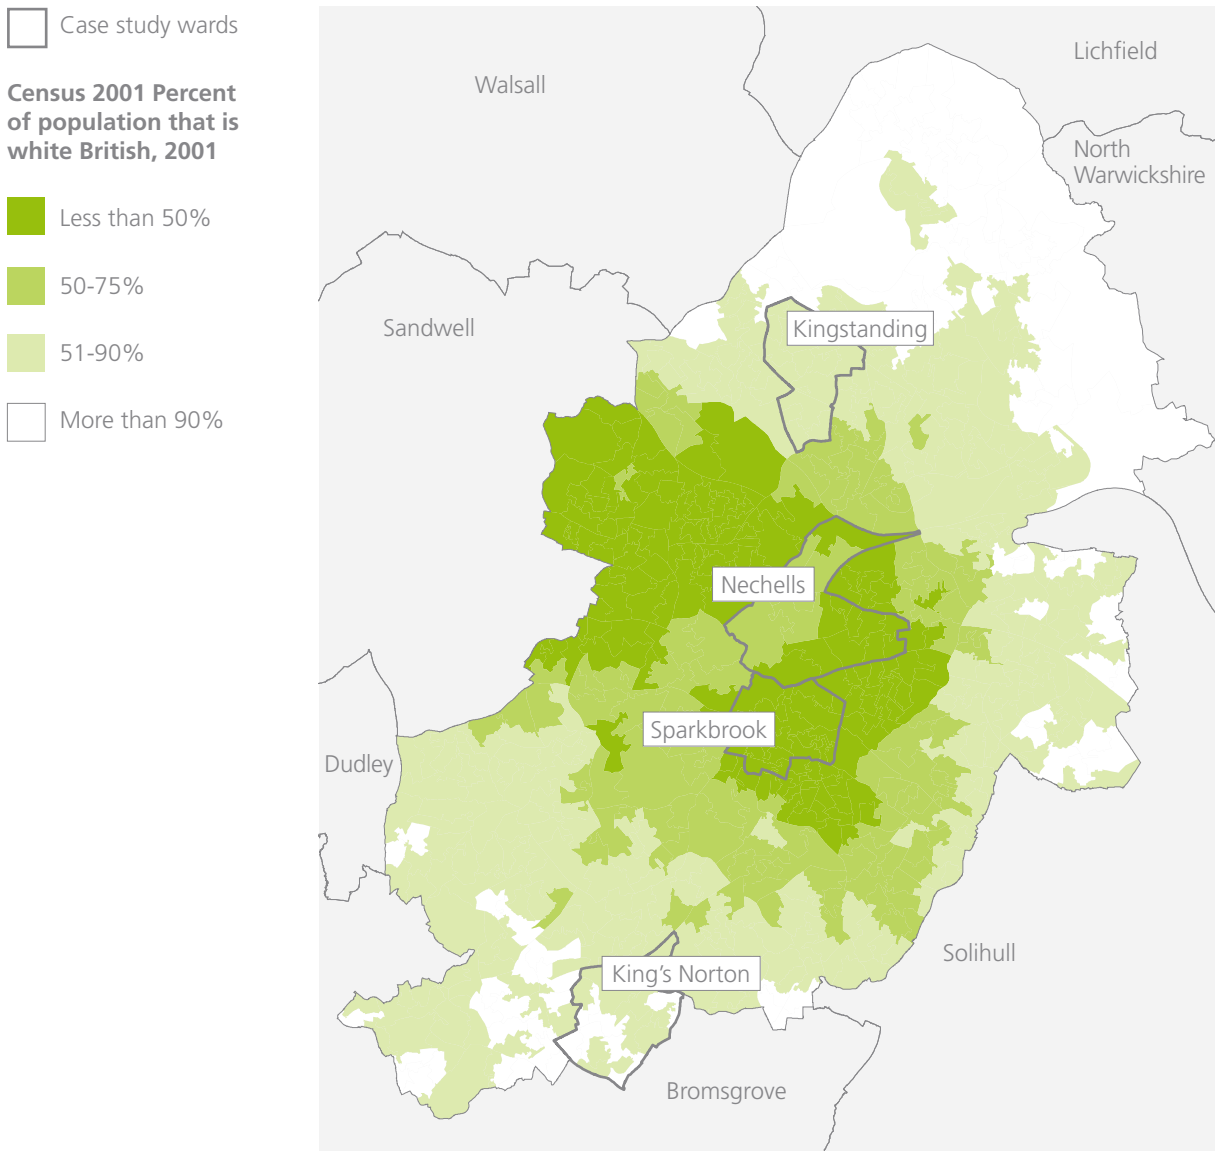 Case study wards
Census 2001 Percent
of population that is
white British, 2001
Less than 50%
50-75%
51-90%
More than 90%
Lichfield
Walsall
North
Warwickshire
Sandwell
Kingstanding
Nechells
Sparkbrook
Dudley
Solihull
King's Norton
Bromsgrove